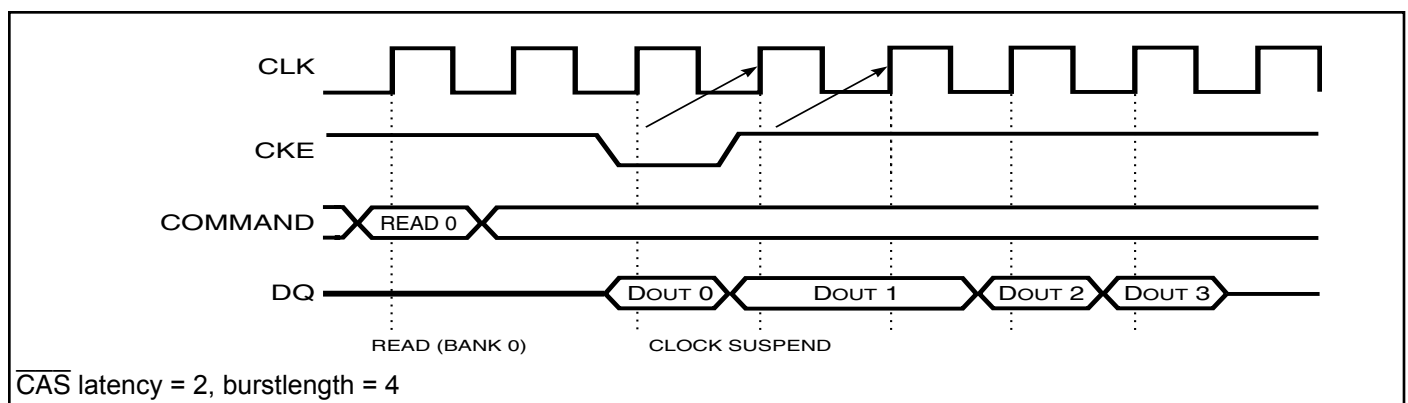 CLK
CKE
COMMAND
READ 0
DQ
DOUT 0
DOUT 1
DOUT 2
DOUT 3
READ (BANK 0)
CLOCK SUSPEND
C̅A̅S̅ latency = 2, burstlength = 4